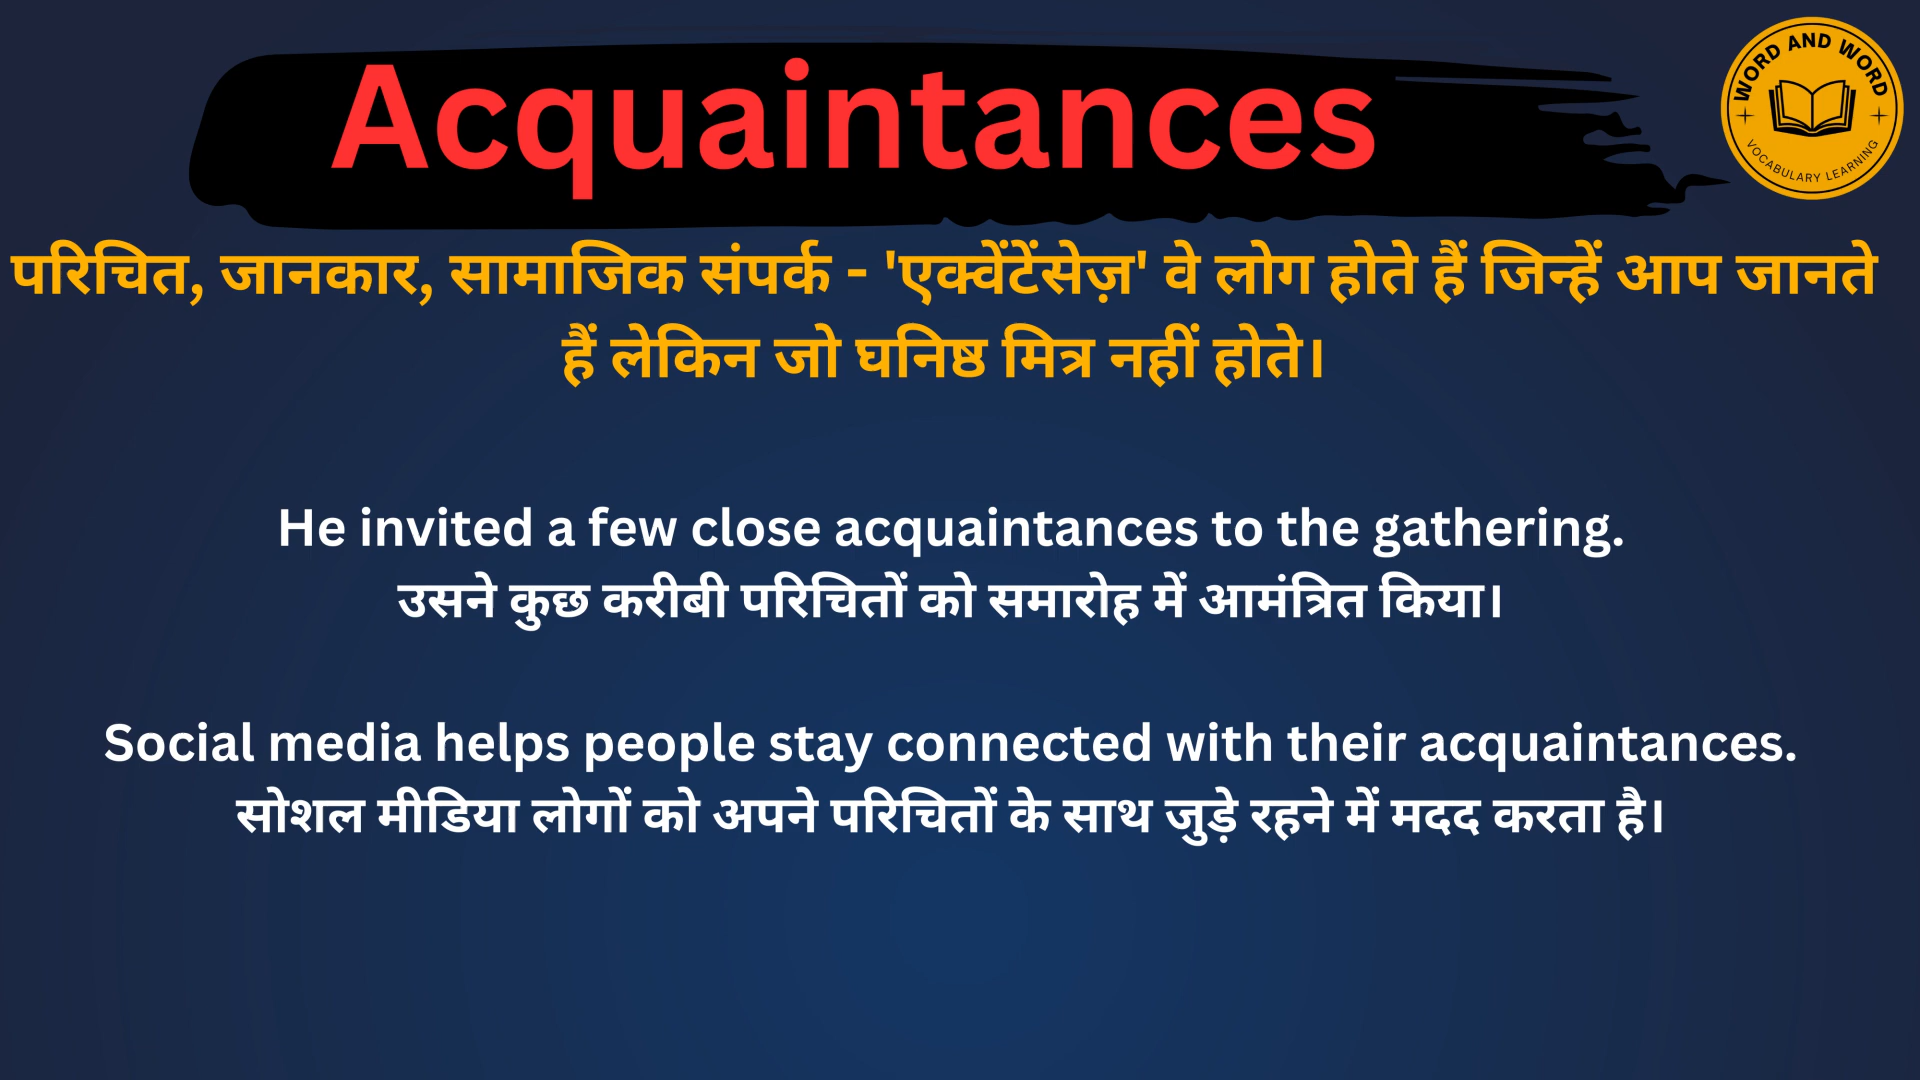 Acquaintances
WORD AND WORD
VOCABULARY LEARNING
परिचित, जानकार, सामाजिक संपर्क - 'एक्वेंटेंसेज़' वे लोग होते हैं जिन्हें आप जानते
हैं लेकिन जो घनिष्ठ मित्र नहीं होते।
He invited a few close acquaintances to the gathering.
उसने कुछ करीबी परिचितों को समारोह में आमंत्रित किया।
Social media helps people stay connected with their acquaintances.
सोशल मीडिया लोगों को अपने परिचितों के साथ जुड़े रहने में मदद करता है।